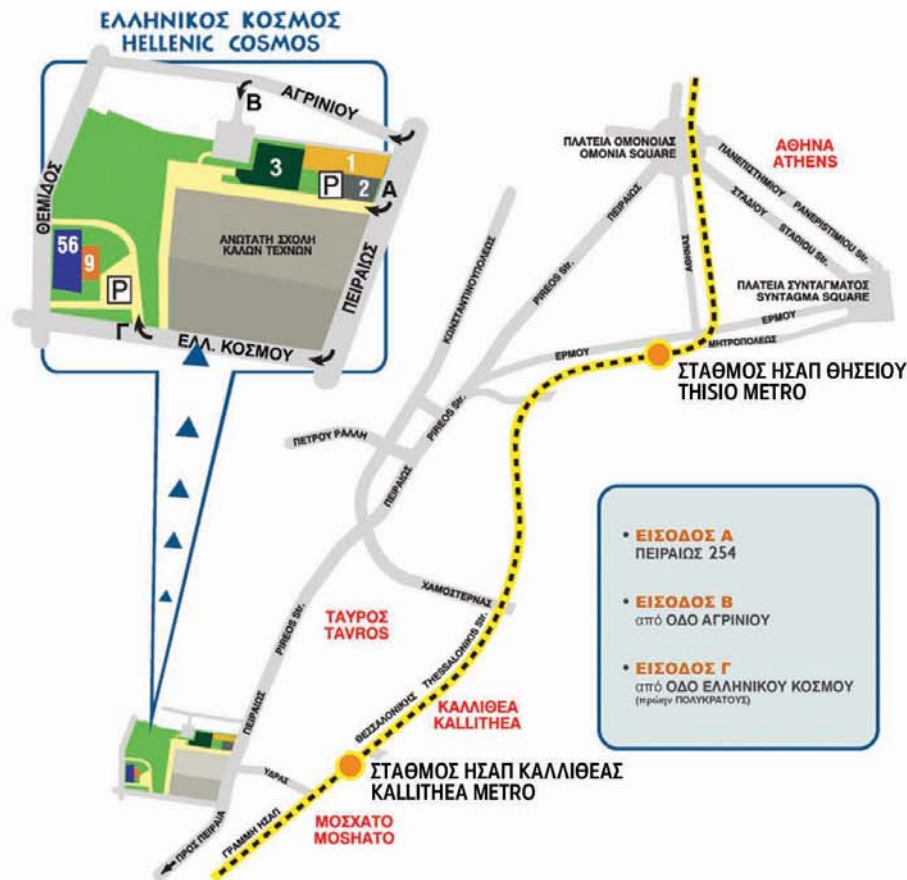 ΕΛΛΗΝΙΚΟΣ ΚΟΣΜΟΣ
HELLENIC COSMOS
Β
ΑΓΡΙΝΙΟΥ
ΘΕΜΙΔΟΣ
3
1
P
2
Α
ΑΝΩΤΑΤΗ ΣΧΟΛΗ
ΚΑΛΩΝ ΤΕΧΝΩΝ
ΠΕΙΡΑΙΩΣ
56
9
P
Γ
ΕΛΛ. ΚΟΣΜΟΥ
ΠΛΑΤΕΙΑ ΟΜΟΝΟΙΑΣ
OMONIA SQUARE
ΑΘΗΝΑ
ATHENS
ΠΑΝΕΠΙΣΤΗΜΙΟΥ
PANEPISTIMIOU Str.
ΣΤΑΔΙΟΥ
STADIOU Str.
ΠΕΙΡΑΙΩΣ
PIREOS Str.
ΠΛΑΤΕΙΑ ΣΥΝΤΑΓΜΑΤΟΣ
SYNTAGMA SQUARE
ΕΡΜΟΥ
ΕΡΜΟΥ
ΜΗΤΡΟΠΟΛΕΩΣ
ΣΤΑΘΜΟΣ ΗΣΑΠ ΘΗΣΕΙΟΥ
THISIO METRO
ΚΩΝΣΤΑΝΤΙΝΟΥΠΟΛΕΩΣ
PIREOS Str.
ΠΕΤΡΟΥ ΡΑΛΛΗ
ΠΕΙΡΑΙΩΣ
ΧΑΜΟΣΤΕΡΝΑΣ
ΤΑΥΡΟΣ
TAVROS
PIREOS Str.
ΠΕΙΡΑΙΩΣ
ΘΕΣΣΑΛΟΝΙΚΗΣ THESSALONIKIS Str.
ΚΑΛΛΙΘΕΑ
KALLITHEA
ΥΔΡΑΣ
ΣΤΑΘΜΟΣ ΗΣΑΠ ΚΑΛΛΙΘΕΑΣ
KALLITHEA METRO
ΜΟΣΧΑΤΟ
MOSHATO
ΓΡΑΜΜΗ ΗΣΑΠ
ΠΡΟΣ ΠΕΙΡΑΙΑ
• ΕΙΣΟΔΟΣ Α
ΠΕΙΡΑΙΩΣ 254
• ΕΙΣΟΔΟΣ Β
από ΟΔΟ ΑΓΡΙΝΙΟΥ
• ΕΙΣΟΔΟΣ Γ
από ΟΔΟ ΕΛΛΗΝΙΚΟΥ ΚΟΣΜΟΥ
(πρώην ΠΟΛΥΚΡΑΤΟΥΣ)